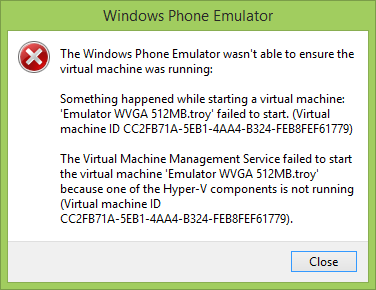 Windows Phone Emulator
The Windows Phone Emulator wasn't able to ensure the
virtual machine was running:
Something happened while starting a virtual machine:
'Emulator WVGA 512MB.troy' failed to start. (Virtual
machine ID CC2FB71A-5EB1-4AA4-B324-FEB8FEF61779)
The Virtual Machine Management Service failed to start
the virtual machine 'Emulator WVGA 512MB.troy'
because one of the Hyper-V components is not running
(Virtual machine ID
CC2FB71A-5EB1-4AA4-B324-FEB8FEF61779).
Close